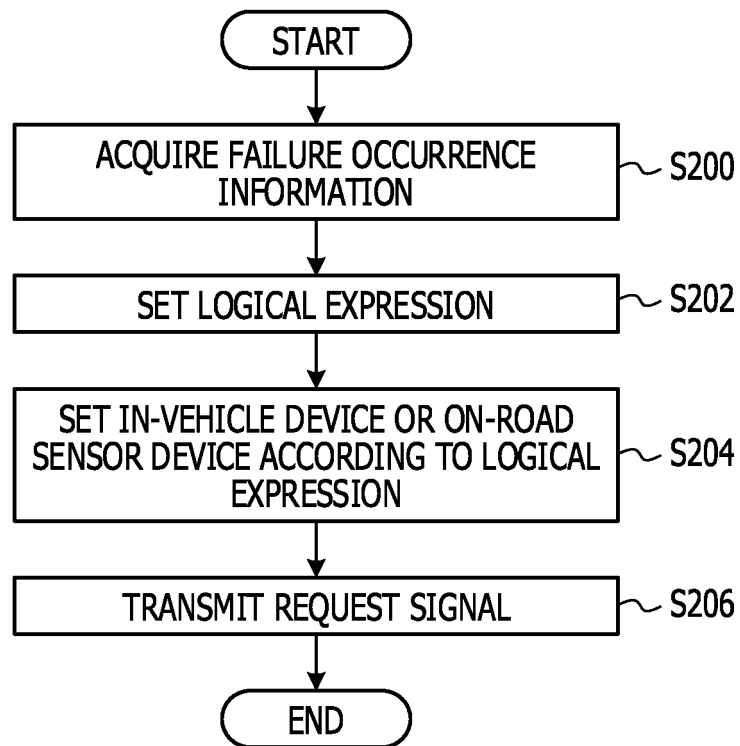 START
ACQUIRE FAILURE OCCURRENCE
INFORMATION
S200
SET LOGICAL EXPRESSION
S202
SET IN-VEHICLE DEVICE OR ON-ROAD
SENSOR DEVICE ACCORDING TO LOGICAL
EXPRESSION
S204
TRANSMIT REQUEST SIGNAL
S206
END